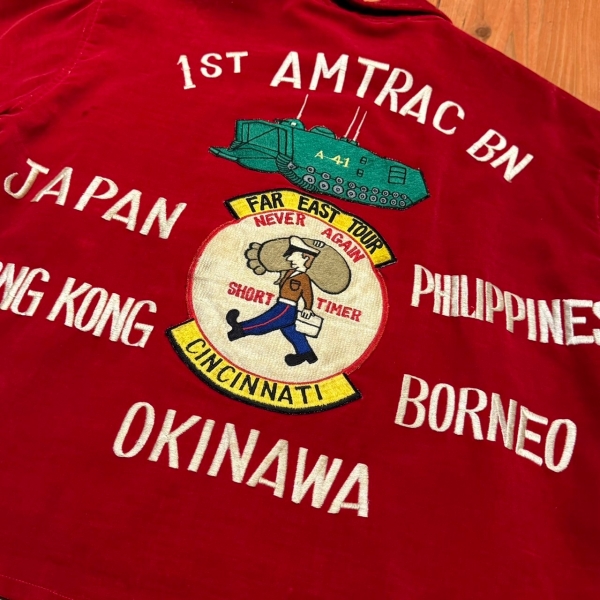 1ST AMTRAC BN
A-41
JAPAN
FAR EAST TOUR
NEVER AGAIN
SHORT TIMER
CINCINNATI
NG KONG
PHILIPPINES
BORNEO
OKINAWA